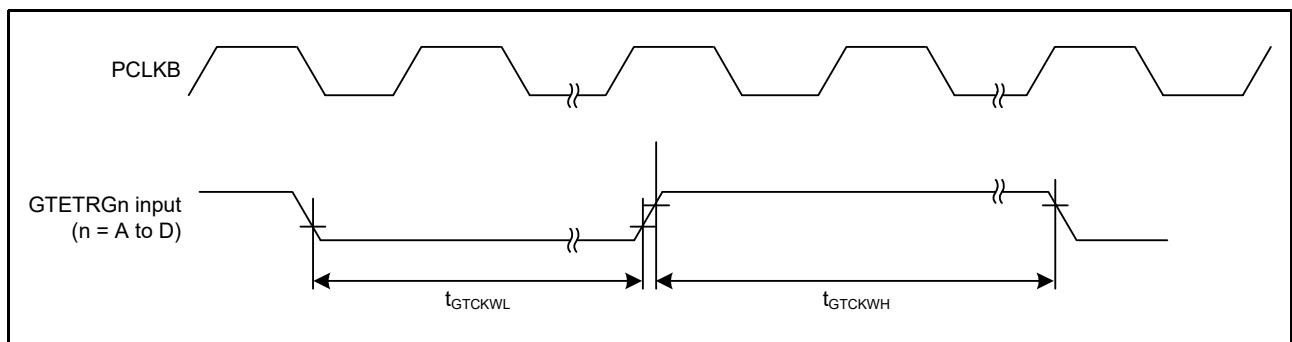 PCLKB
GTETRGn input
(n = A to D)
tGTCKWL
tGTCKWH